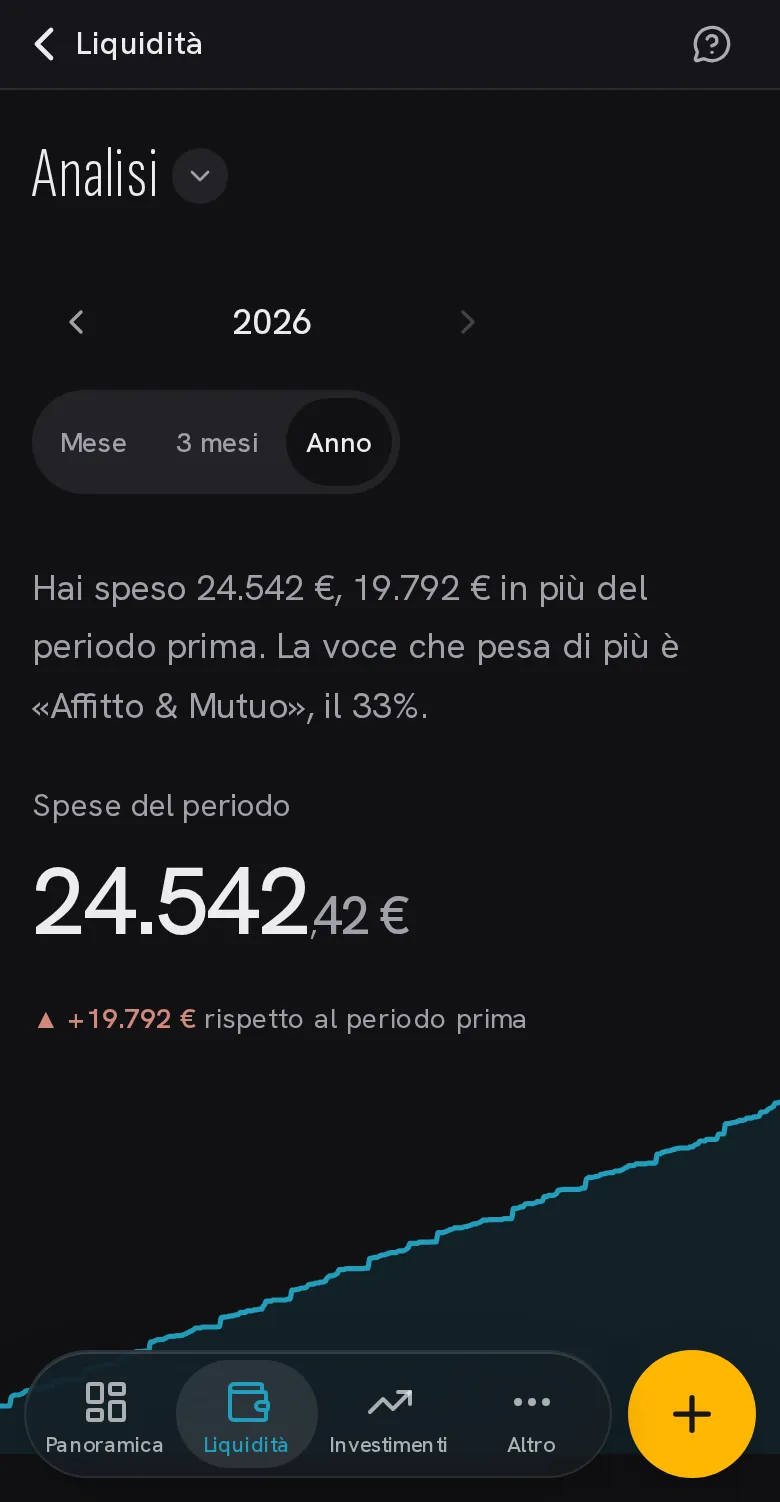 Liquidità
Analisi
2026
Mese 3 mesi Anno
Hai speso 24.542 €, 19.792 € in più del
periodo prima. La voce che pesa di più è
«Affitto & Mutuo», il 33%.
Spese del periodo
24.542,42 €
▲ +19.792 € rispetto al periodo prima
Panoramica Liquidità Investimenti Altro